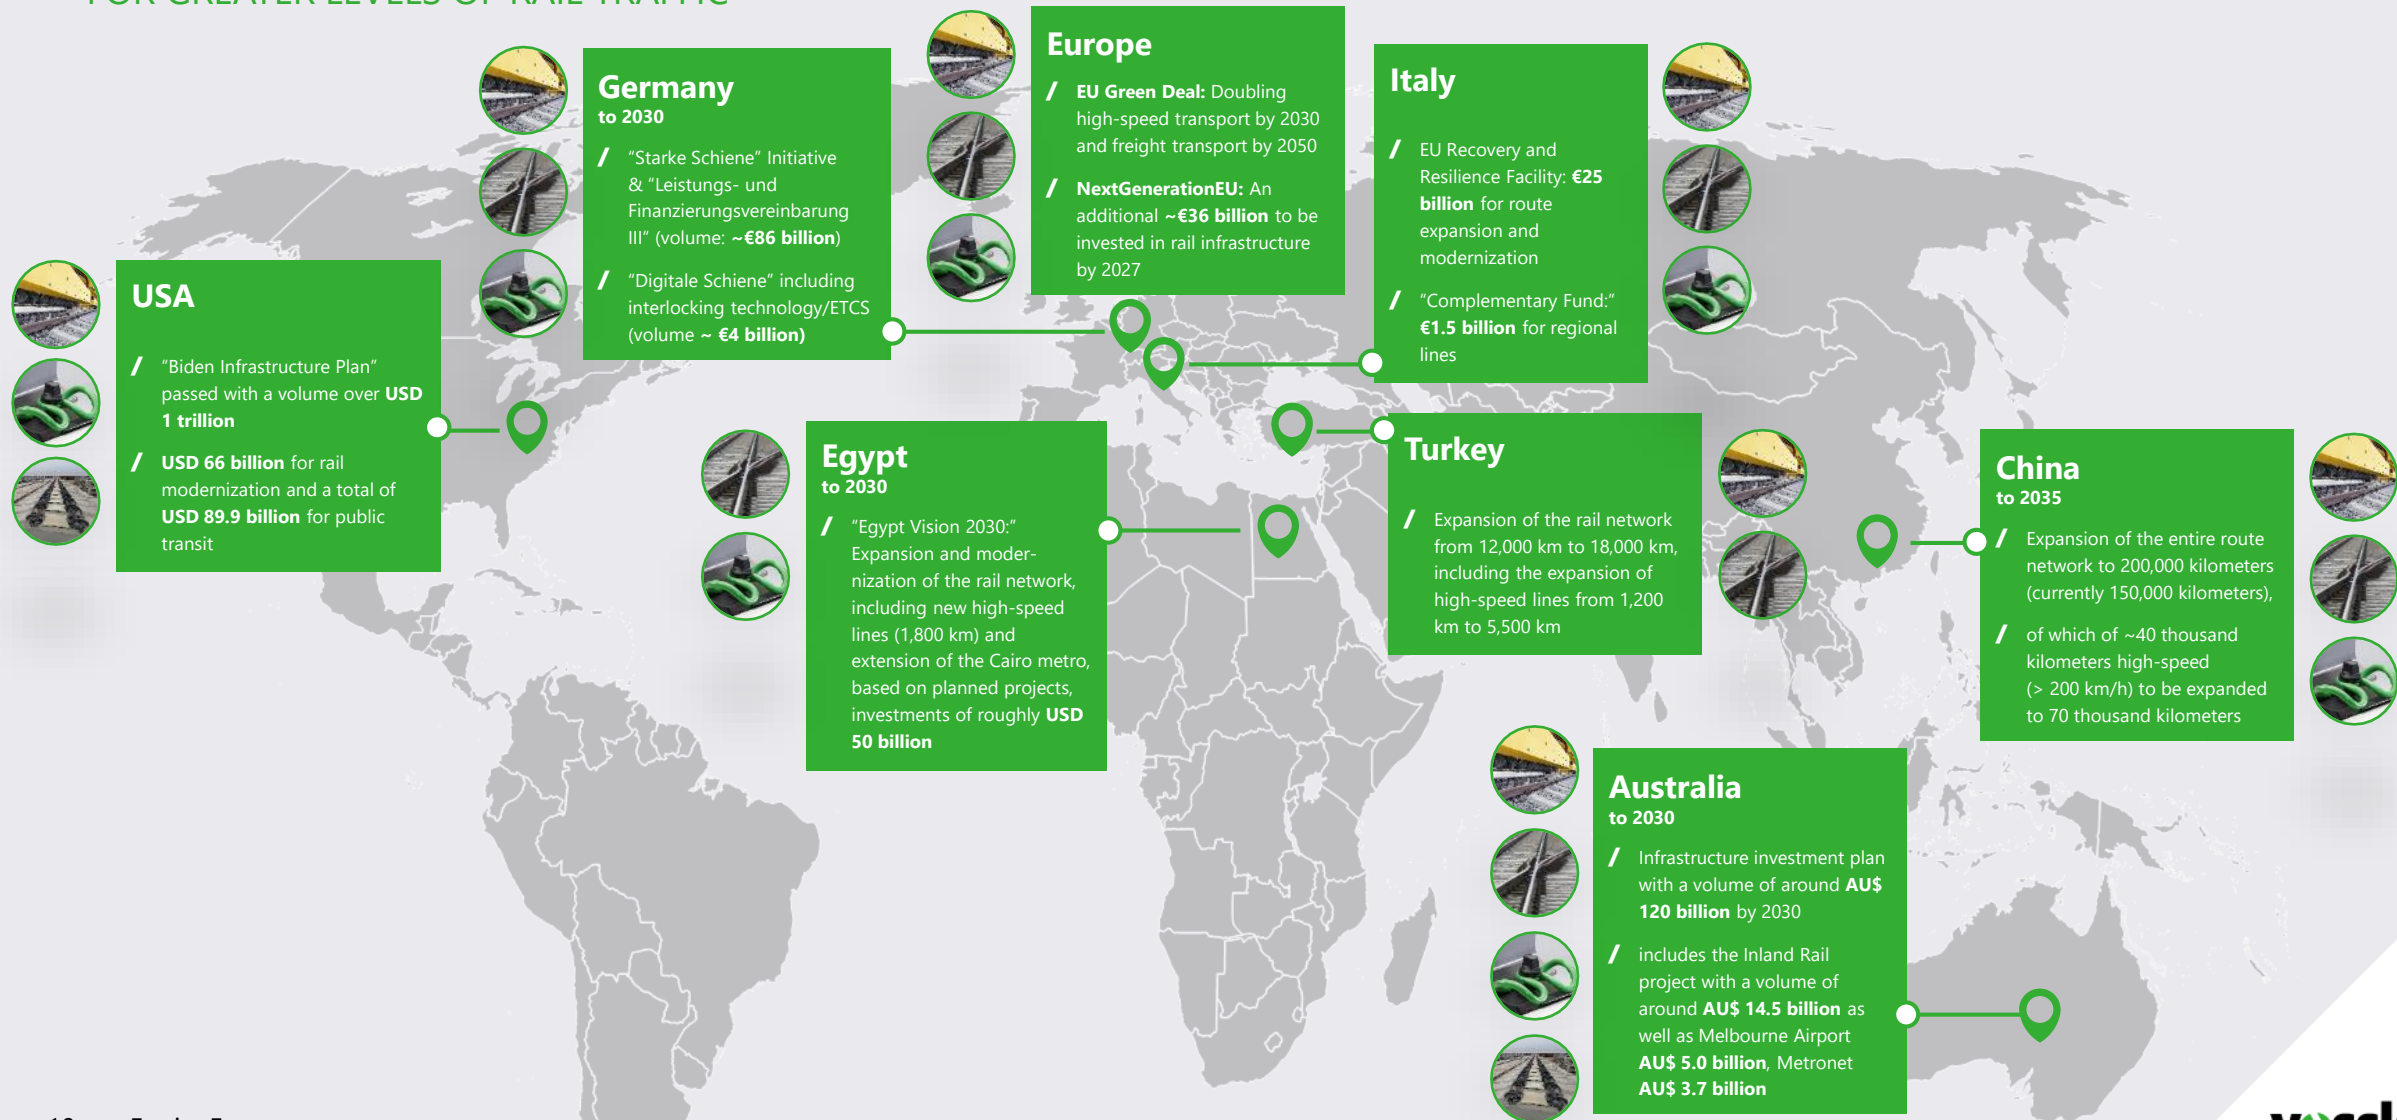 FOR GREATER LEVELS OF RAIL TRAFFIC
Germany
to 2030
/ “Starke Schiene” Initiative
& “Leistungs- und
Finanzierungsvereinbarung
III“ (volume: ~€86 billion)
/ “Digitale Schiene” including
interlocking technology/ETCS
(volume ~ €4 billion)
Europe
/ EU Green Deal: Doubling
high-speed transport by 2030
and freight transport by 2050
/ NextGenerationEU: An
additional ~€36 billion to be
invested in rail infrastructure
by 2027
Italy
/ EU Recovery and
Resilience Facility: €25
billion for route
expansion and
modernization
/ “Complementary Fund:”
€1.5 billion for regional
lines
USA
/ “Biden Infrastructure Plan”
passed with a volume over USD
1 trillion
/ USD 66 billion for rail
modernization and a total of
USD 89.9 billion for public
transit
Egypt
to 2030
/ “Egypt Vision 2030:”
Expansion and moder-
nization of the rail network,
including new high-speed
lines (1,800 km) and
extension of the Cairo metro,
based on planned projects,
investments of roughly USD
50 billion
Turkey
/ Expansion of the rail network
from 12,000 km to 18,000 km,
including the expansion of
high-speed lines from 1,200
km to 5,500 km
China
to 2035
/ Expansion of the entire route
network to 200,000 kilometers
(currently 150,000 kilometers),
/ of which of ~40 thousand
kilometers high-speed
(> 200 km/h) to be expanded
to 70 thousand kilometers
Australia
to 2030
/ Infrastructure investment plan
with a volume of around AU$
120 billion by 2030
/ includes the Inland Rail
project with a volume of
around AU$ 14.5 billion as
well as Melbourne Airport
AU$ 5.0 billion, Metronet
AU$ 3.7 billion